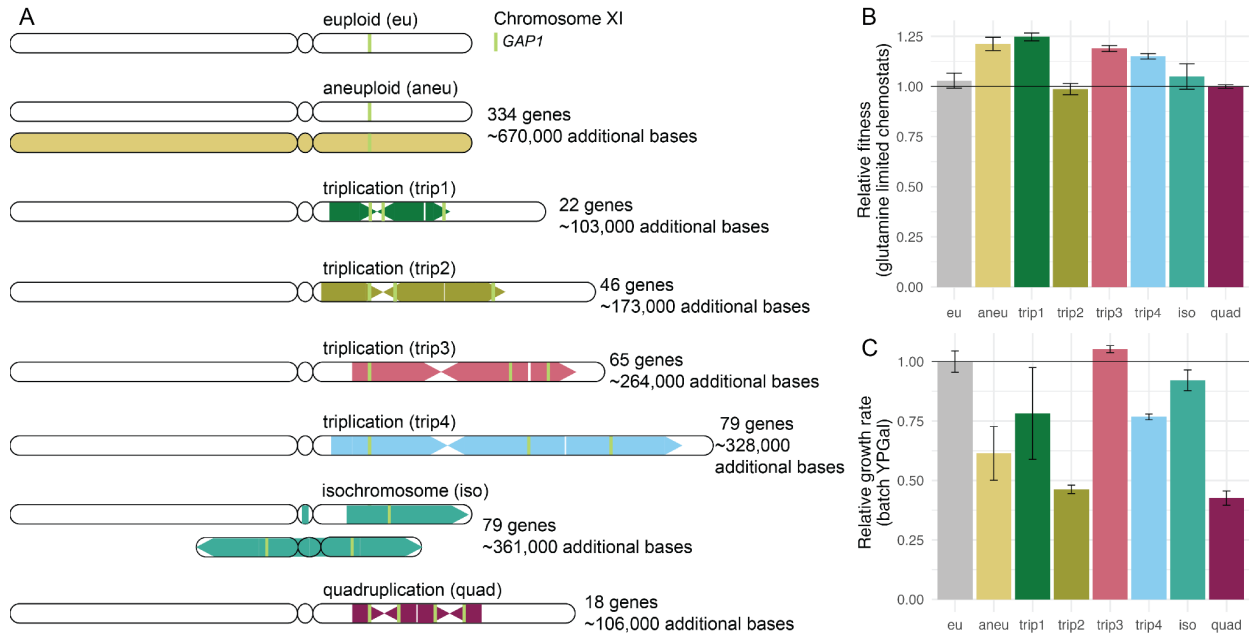 A
euploid (eu)
Chromosome XI
GAP1
aneuploid (aneu)
334 genes
~670,000 additional bases
triplication (trip1)
22 genes
~103,000 additional bases
triplication (trip2)
46 genes
~173,000 additional bases
triplication (trip3)
65 genes
~264,000 additional bases
triplication (trip4)
79 genes
~328,000
additional bases
isochromosome (iso)
79 genes
~361,000 additional bases
quadruplication (quad)
18 genes
~106,000 additional bases
B
Relative fitness
(glutamine limited chemostats)
1.25
1.00
0.75
0.50
0.25
0.00
eu aneu trip1 trip2 trip3 trip4 iso quad
C
Relative growth rate
(batch YPGal)
1.00
0.75
0.50
0.25
0.00
eu aneu trip1 trip2 trip3 trip4 iso quad